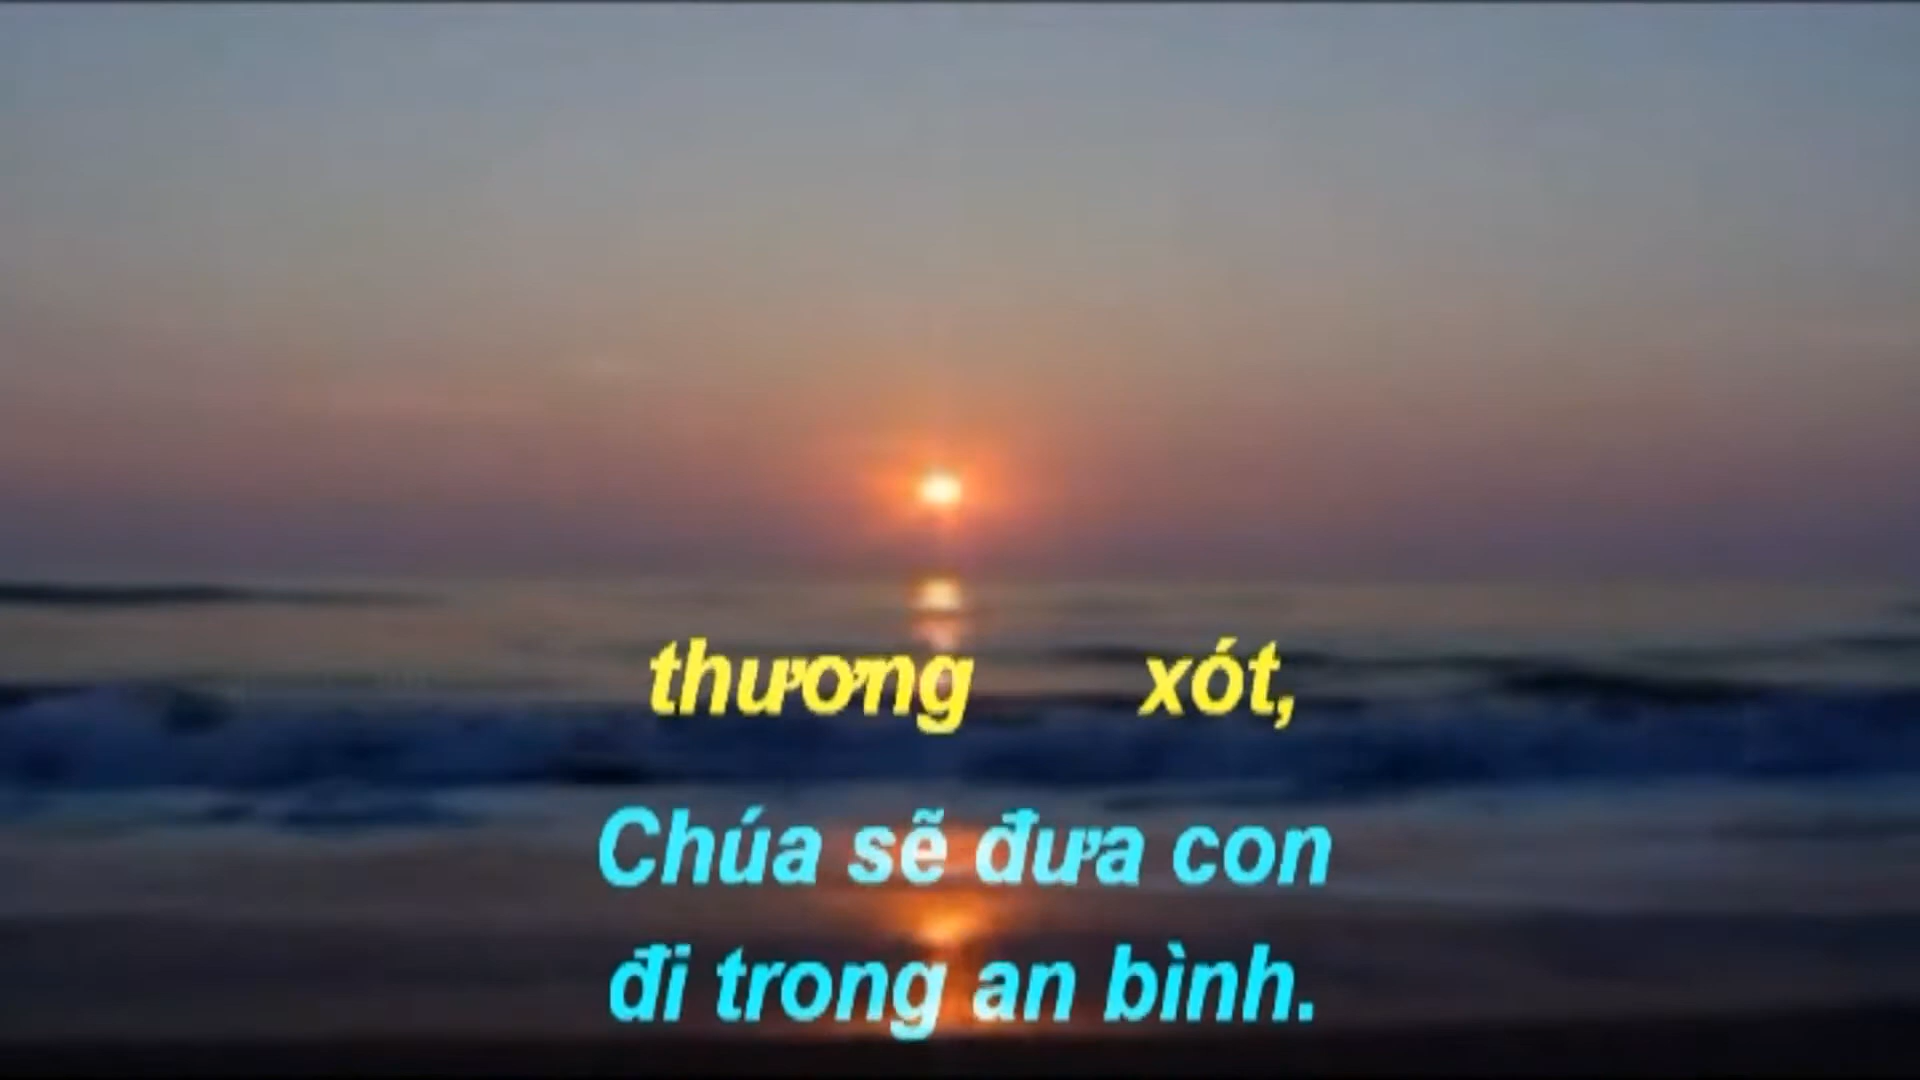 thương xót,
Chúa sẽ đưa con
đi trong an bình.